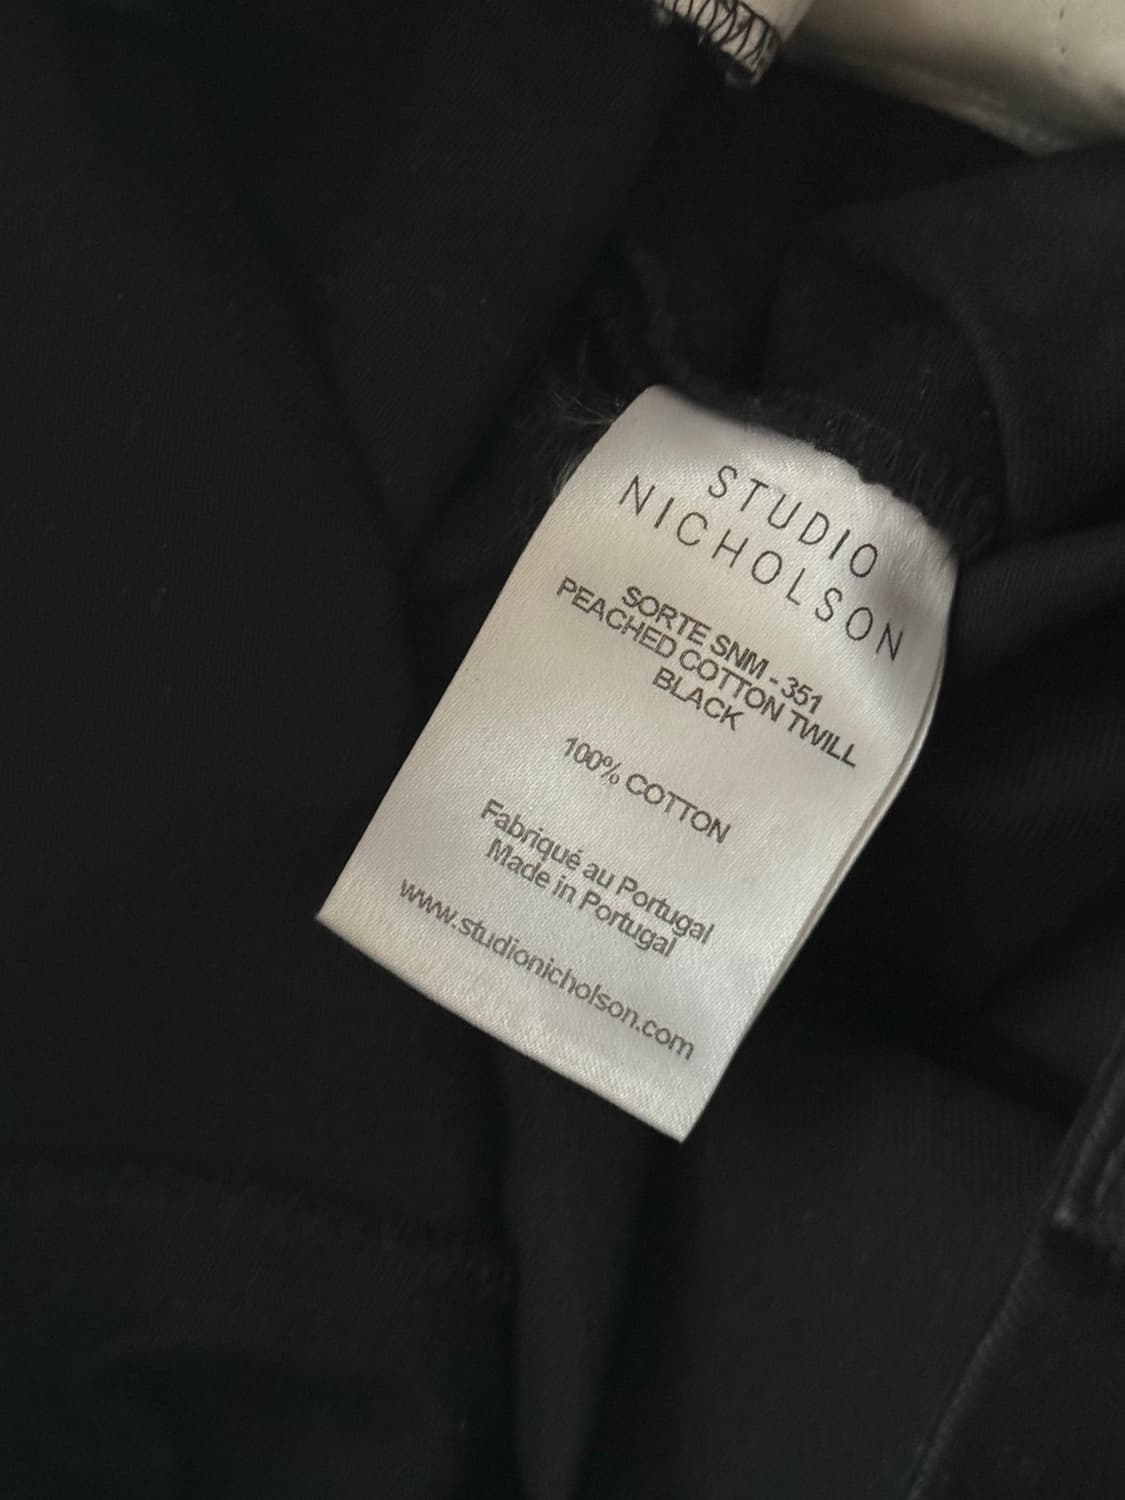 STUDIO
NICHOLSON
SORTE SNM - 351
PEACHED COTTON TWILL
BLACK
100% COTTON
Fabriqué au Portugal
Made in Portugal
www.studionicholson.com